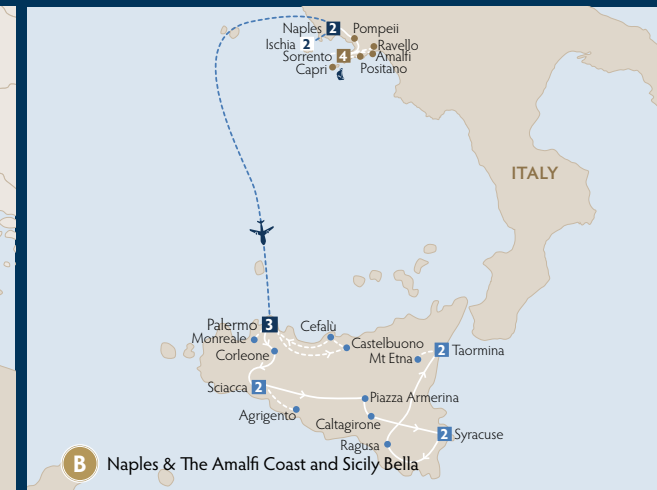 Naples 2 Pompeii
Ischia 2
Ravello
Sorrento 4 Amalfi
Capri Positano
ITALY
Palermo 3 Cefalù
Monreale
Castelbuono
Corleone Mt Etna 2 Taormina
Sciacca 2
Piazza Armerina
Agrigento
Caltagirone
2 Syracuse
Ragusa
B Naples & The Amalfi Coast and Sicily Bella